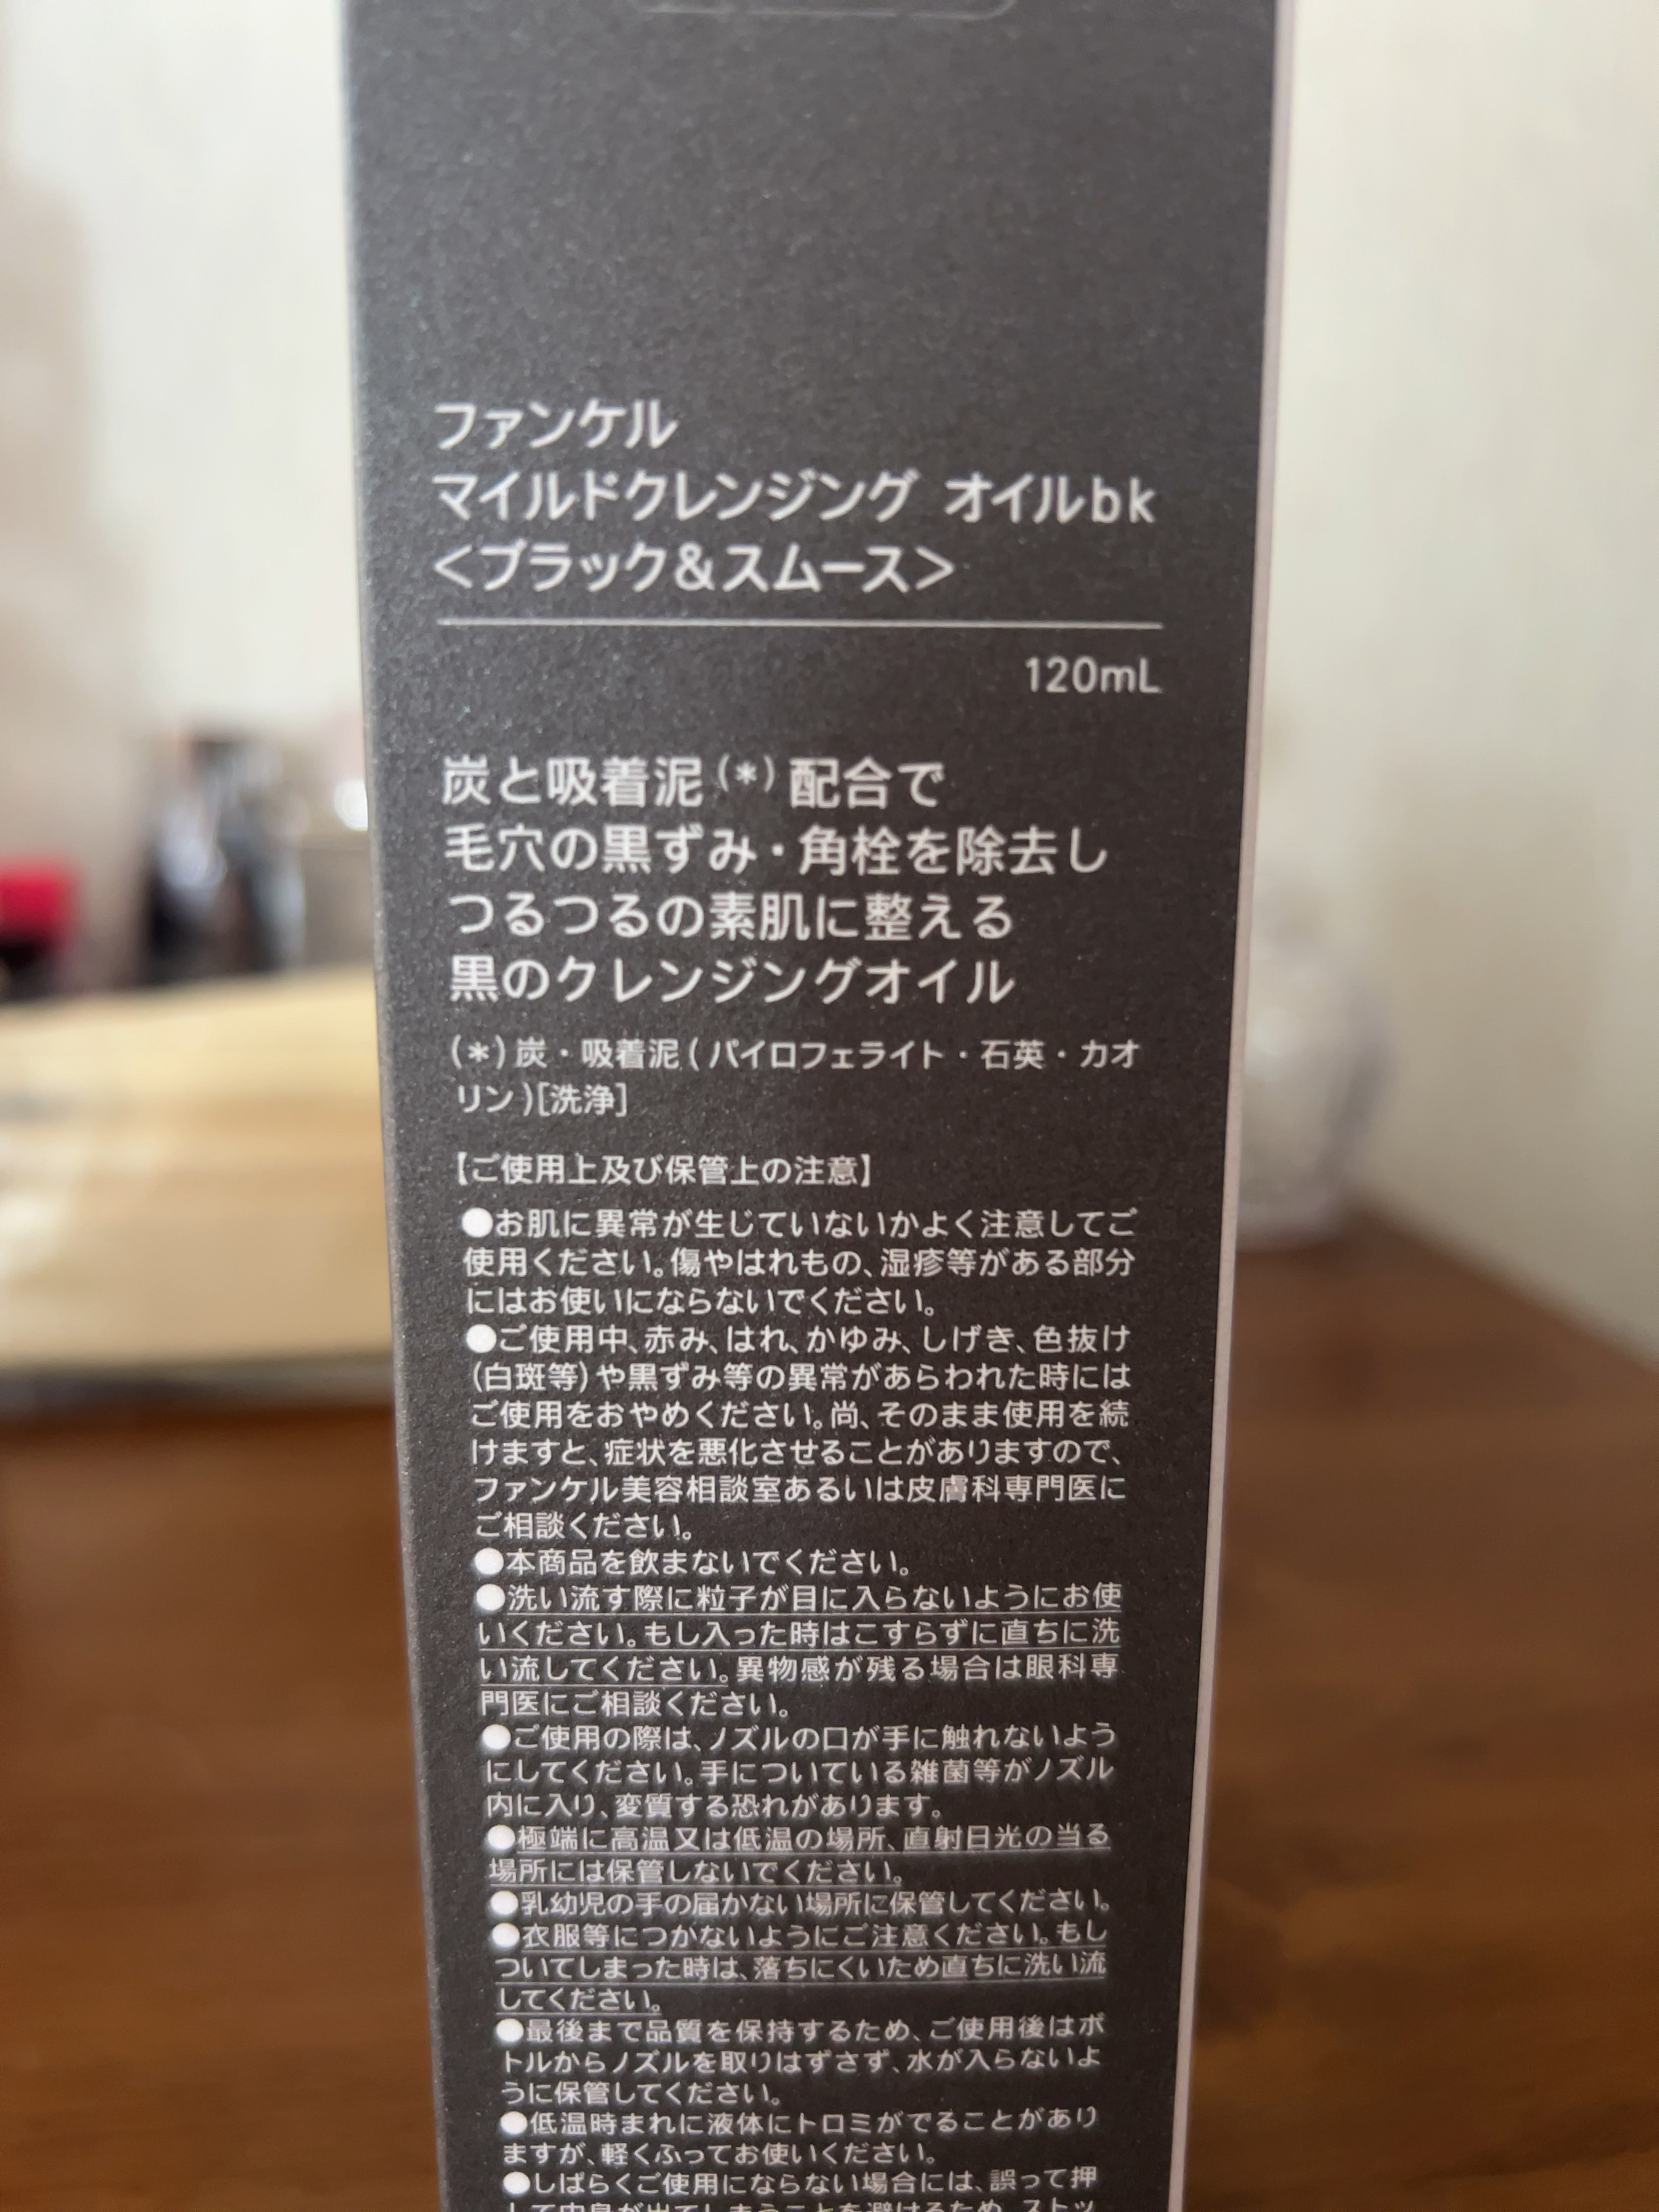 ファンケル
マイルドクレンジング オイルbk
＜ブラック&スムース＞
120mL
炭と吸着泥(*)配合で
毛穴の黒ずみ・角栓を除去し
つるつるの素肌に整える
黒のクレンジングオイル
(*)炭・吸着泥(パイロフェライト・石英・カオ
リン)[洗浄]
【ご使用上及び保管上の注意】
●お肌に異常が生じていないかよく注意してご
使用ください。傷やはれもの、湿疹等がある部分
にはお使いにならないでください。
●ご使用中、赤み、はれ、かゆみ、しげき、色抜け
(白斑等)や黒ずみ等の異常があらわれた時には
ご使用をおやめください。尚、そのまま使用を続
けますと、症状を悪化させることがありますので、
ファンケル美容相談室あるいは皮膚科専門医に
ご相談ください。
●本商品を飲まないでください。
●洗い流す際に粒子が目に入らないようにお使
いください。もし入った時はこすらずに直ちに洗
い流してください。異物感が残る場合は眼科専
門医にご相談ください。
●ご使用の際は、ノズルの口が手に触れないよう
にしてください。手についている雑菌等がノズル
内に入り、変質する恐れがあります。
●極端に高温又は低温の場所、直射日光の当る
場所には保管しないでください。
●乳幼児の手の届かない場所に保管してください。
●衣服等につかないようにご注意ください。もし
ついてしまった時は、落ちにくいため直ちに洗い流
してください。
●最後まで品質を保持するため、ご使用後はボ
トルからノズルを取りはずさず、水が入らないよ
うに保管してください。
●低温時まれに液体にトロミがでることがあり
ますが、軽くふってお使いください。
●しばらくご使用にならない場合には、誤って押
して中身が出てしまうことを避けるため、ストッ